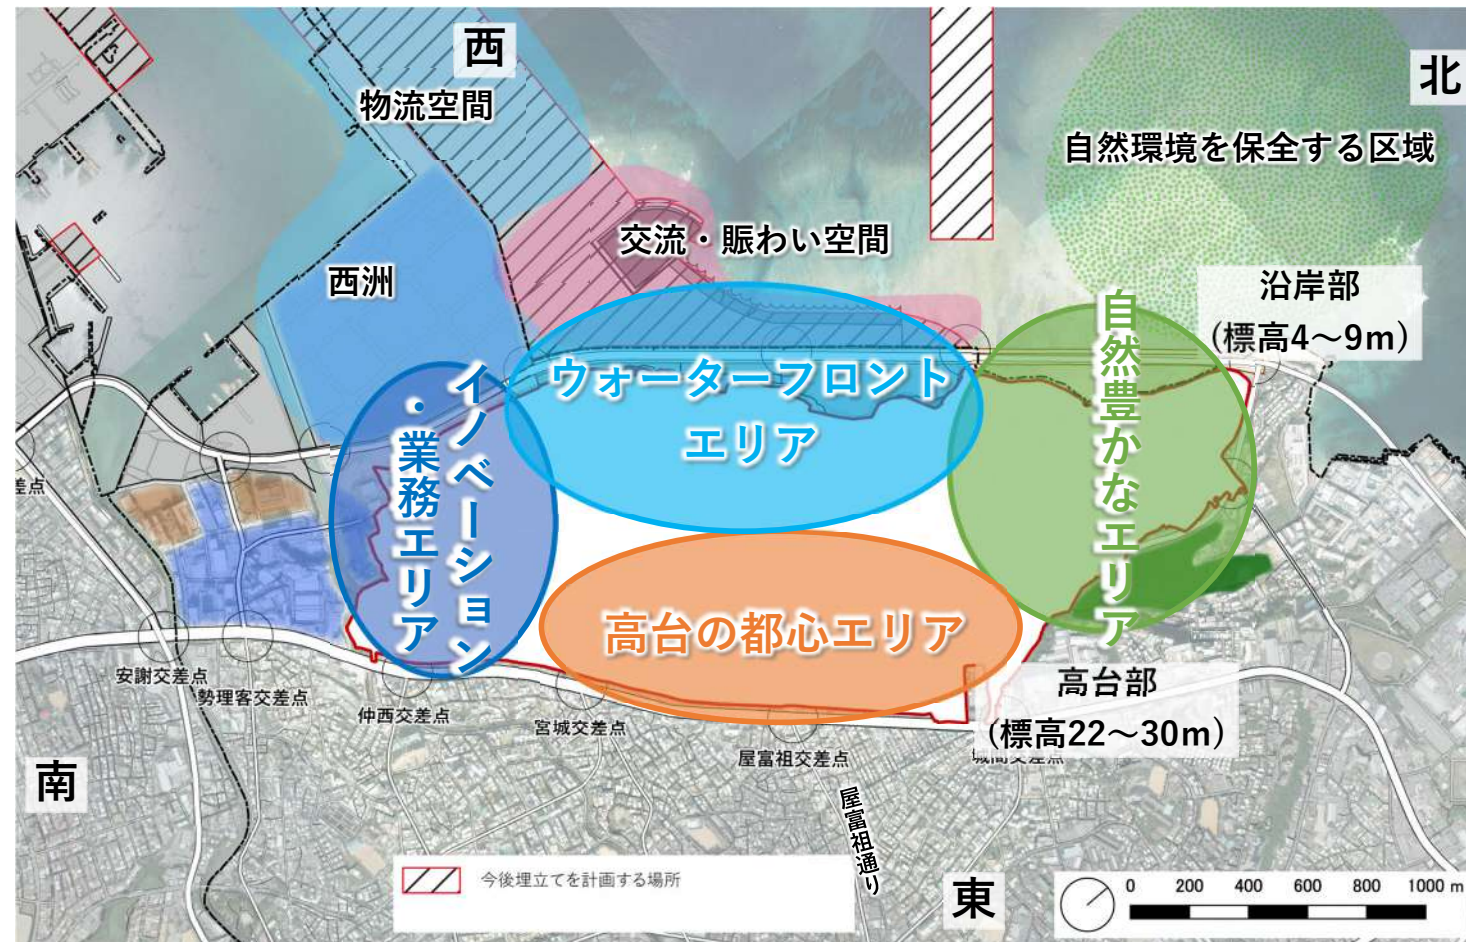 西
北
物流空間
自然環境を保全する区域
交流・賑わい空間
西洲
沿岸部
(標高4～9m)
ウォーターフロント
エリア
イノベーション
・業務エリア
自然豊かなエリア
差点
高台の都心エリア
安謝交差点
勢理客交差点
仲西交差点
宮城交差点
屋富祖交差点
城間交差点
高台部
(標高22～30m)
南
屋富祖通り
今後埋立てを計画する場所
東
0 200 400 600 800 1000 m